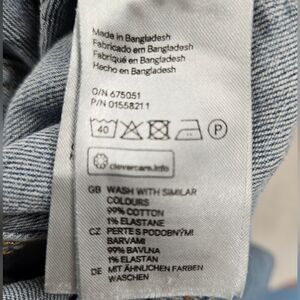 Made in Bangladesh
Fabricado em Bangladesh
Fabriqué en Bangladesh
Hecho en Bangladesh
O/N 675051
P/N 01558211
40 P
clevercare.info
GB WASH WITH SIMILAR
COLOURS
99% COTTON
1% ELASTANE
CZ PERTE S PODOBNÝMI
BARVAMI
99% BAVLNA
1% ELASTAN
DE MIT ÄHNLICHEN FARBEN
WASCHEN